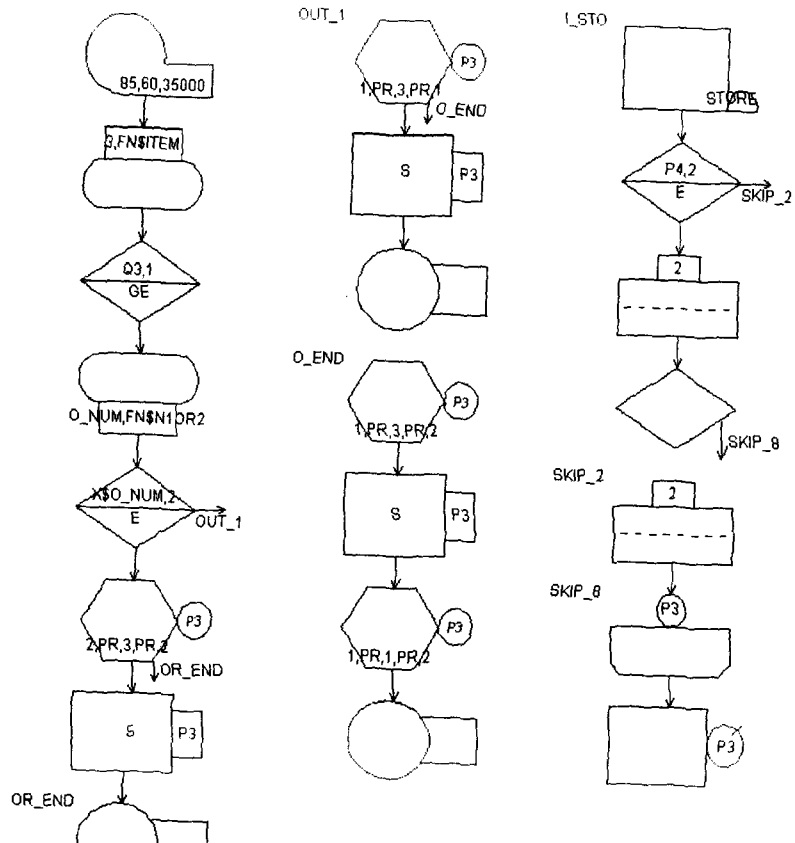 85,60,35000
3,FN$ITEM
Q3,1
GE
O_NUM,FN$N1OR2
X$O_NUM,2
E
OUT_1
P3
2,PR,3,PR,2
OR_END
S
P3
OR_END
OUT_1
P3
1,PR,3,PR,1
O_END
S
P3
O_END
P3
1,PR,3,PR,2
S
P3
P3
1,PR,1,PR,2
I_STO
STORE
P4,2
E
SKIP_2
2
SKIP_8
SKIP_2
2
SKIP_8
P3
P3